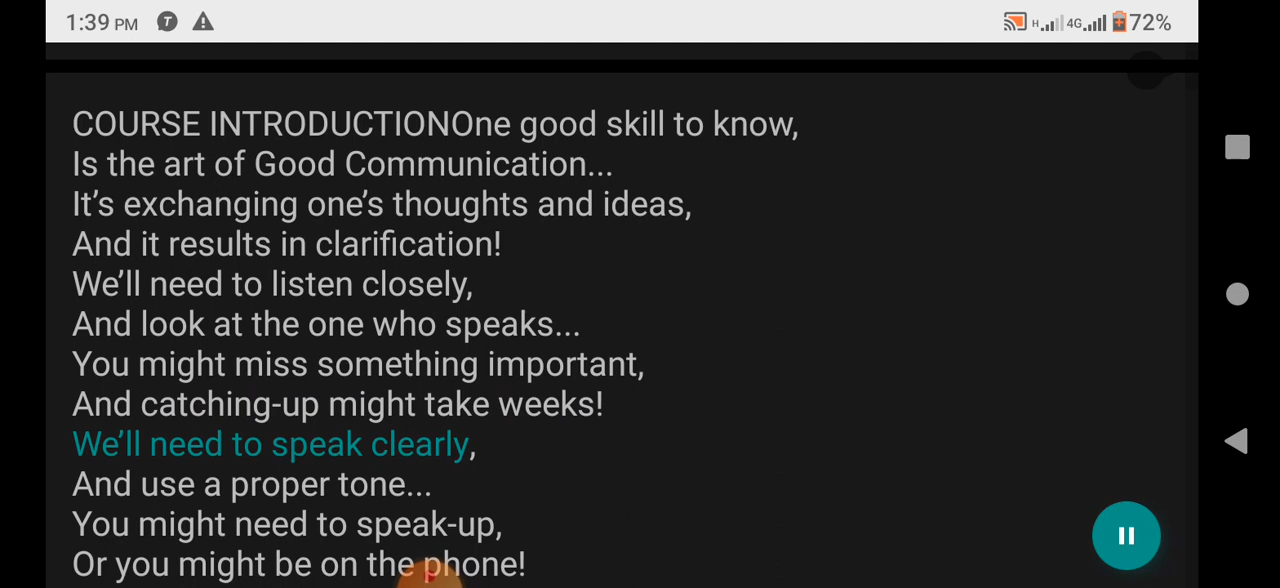 1:39 PM
H 4G 72%
COURSE INTRODUCTIONOne good skill to know,
Is the art of Good Communication...
It’s exchanging one’s thoughts and ideas,
And it results in clarification!
We’ll need to listen closely,
And look at the one who speaks...
You might miss something important,
And catching-up might take weeks!
We’ll need to speak clearly,
And use a proper tone...
You might need to speak-up,
Or you might be on the phone!